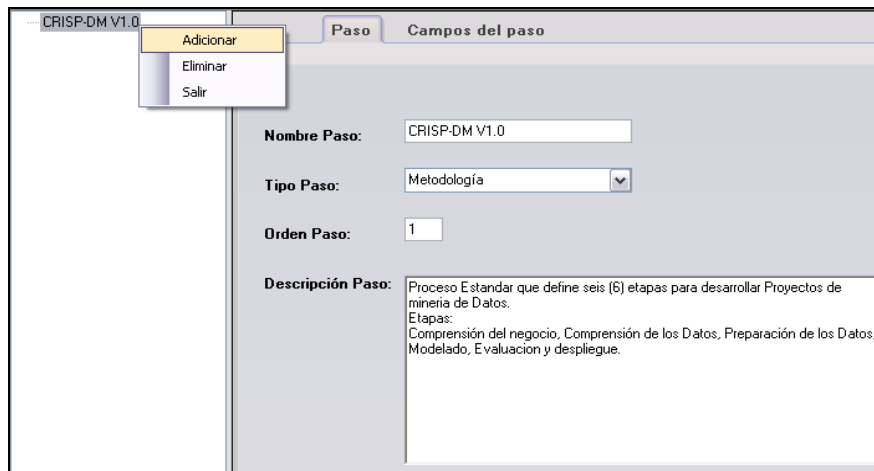 CRISP-DM V1.0
Adicionar
Eliminar
Salir
Paso
Campos del paso
Nombre Paso:
CRISP-DM V1.0
Tipo Paso:
Metodología
Orden Paso:
1
Descripción Paso:
Proceso Estandar que define seis (6) etapas para desarrollar Proyectos de
mineria de Datos.
Etapas:
Comprensión del negocio, Comprensión de los Datos, Preparación de los Datos,
Modelado, Evaluacion y despliegue.